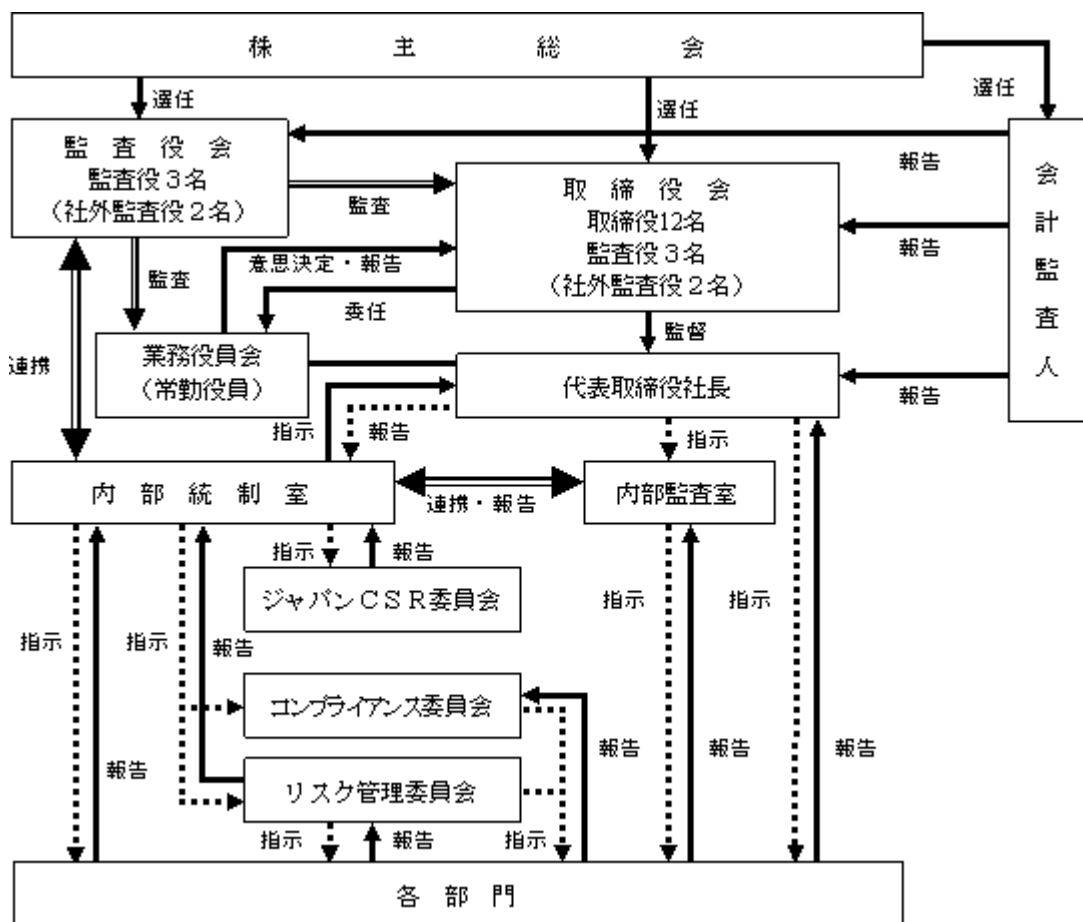 株主総会
選任
選任
選任
監査役会
監査役３名
（社外監査役２名）
報告
会計監査人
取締役会
取締役12名
監査役３名
（社外監査役２名）
監査
報告
意思決定・報告
監査
委任
監督
連携
業務役員会
（常勤役員）
代表取締役社長
報告
指示
報告
指示
内部統制室
連携・報告
内部監査室
指示
報告
ジャパンＣＳＲ委員会
指示
指示
報告
指示
指示
コンプライアンス委員会
報告
報告
報告
報告
リスク管理委員会
指示
報告
指示
各部門